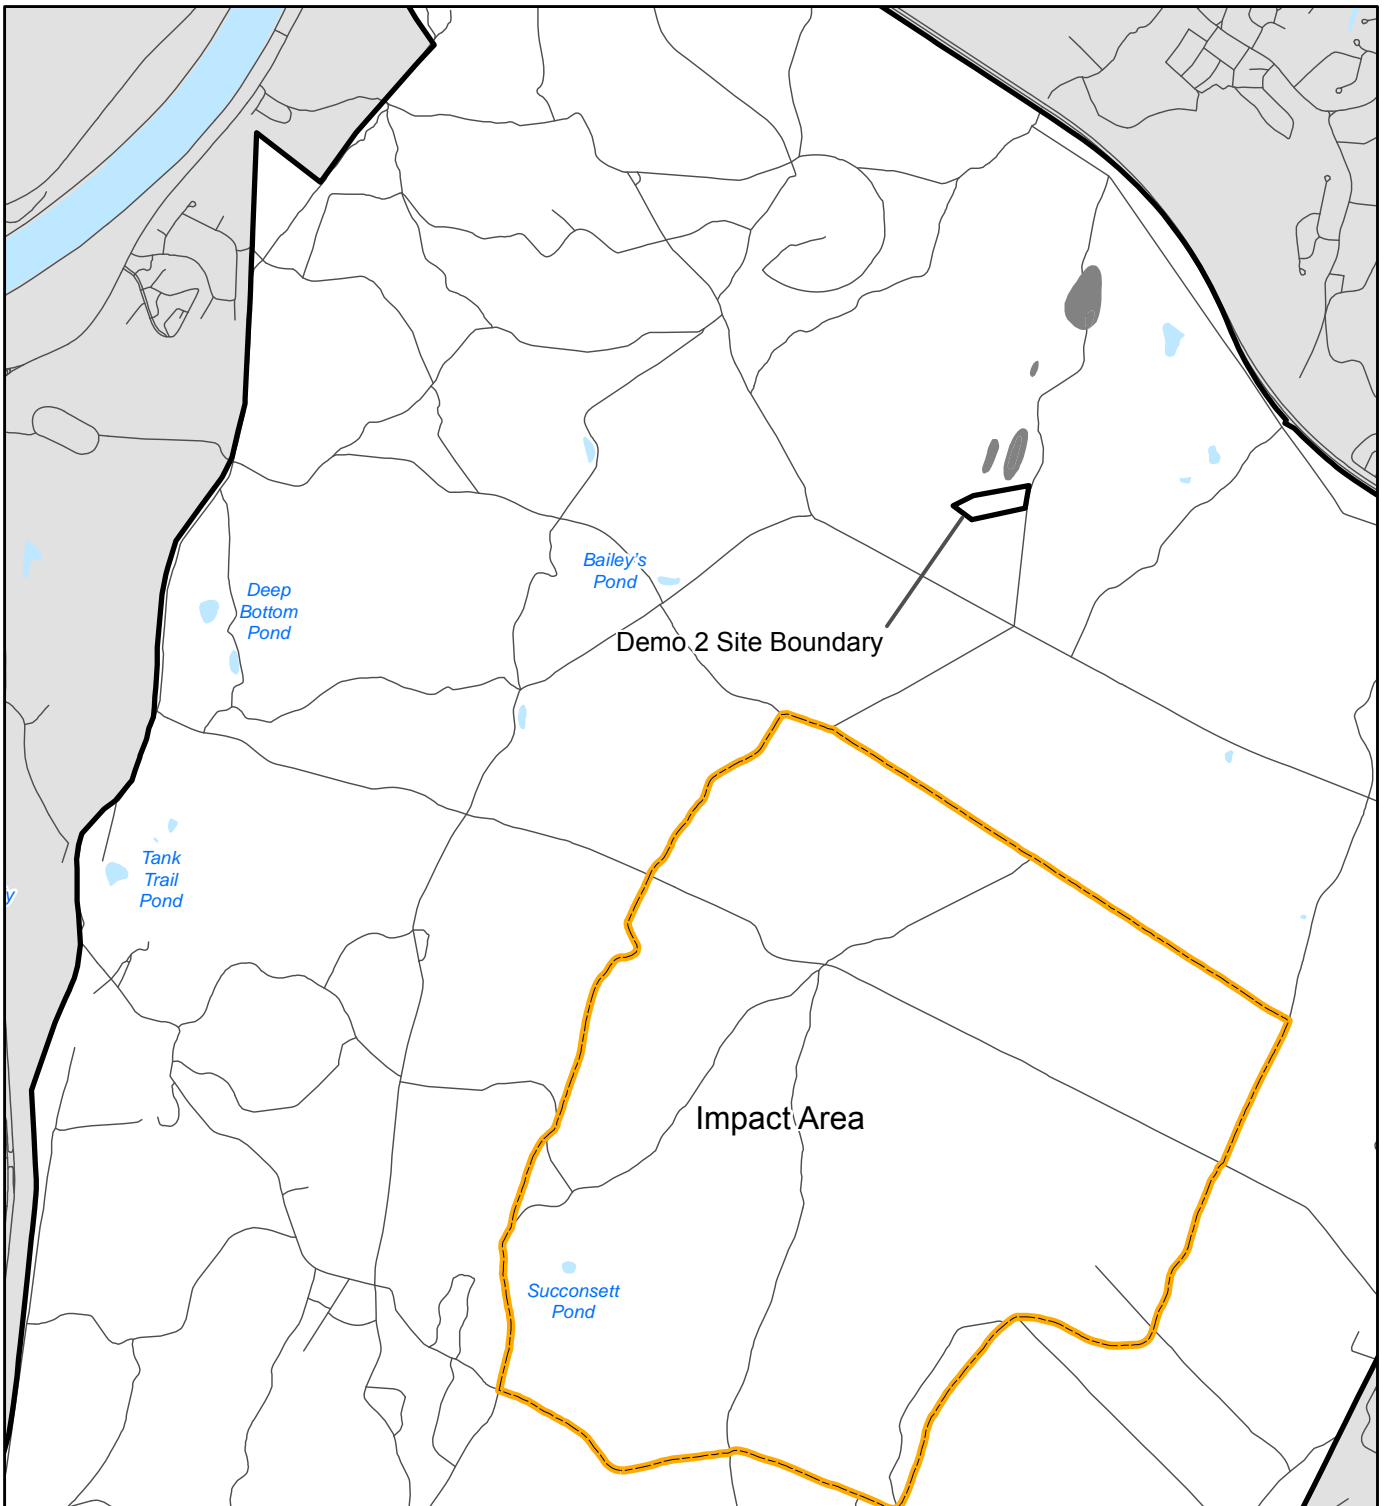 Bailey's
Pond
Deep
Bottom
Pond
Demo 2 Site Boundary
Tank
Trail
Pond
y
Impact Area
Succonsett
Pond